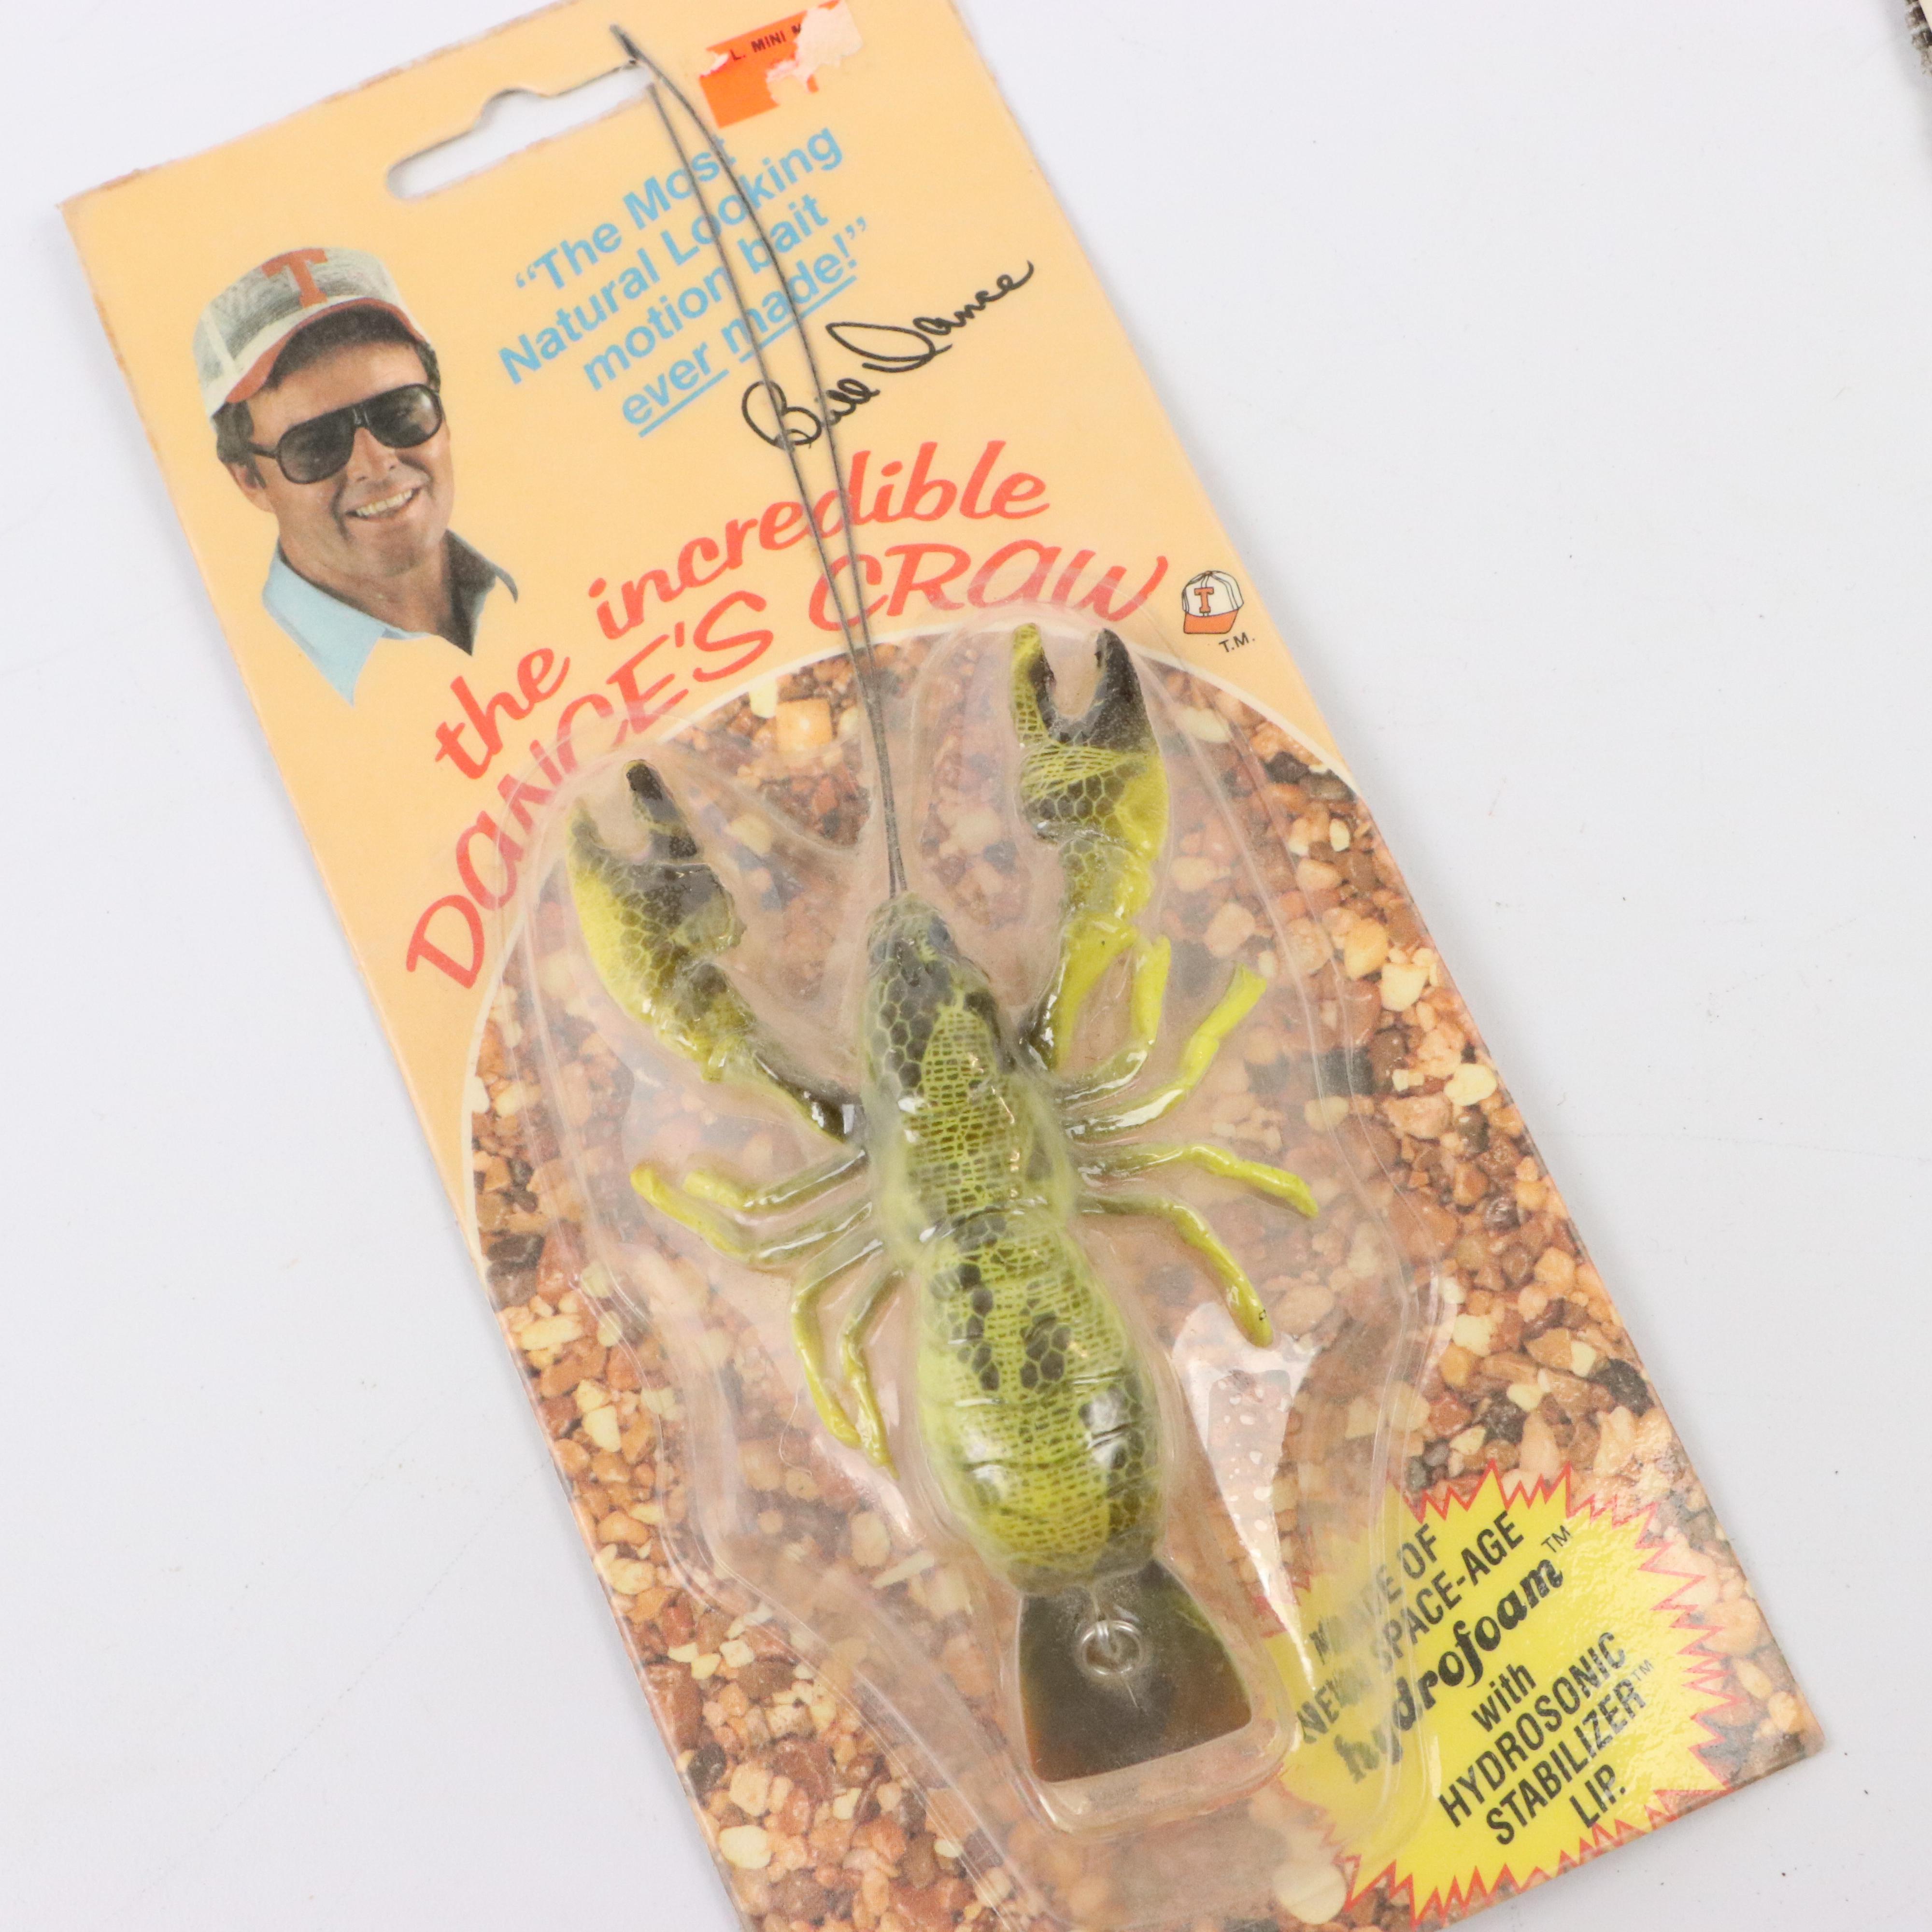 L. MINI
“The Most
Natural Looking
motion bait
ever made!”
Bill Dance
the incredible
DANCE'S CRAW
T
T
T.M.
MADE OF
NEW SPACE-AGE
hydrofoam™
with
HYDROSONIC
STABILIZER™
LIP.